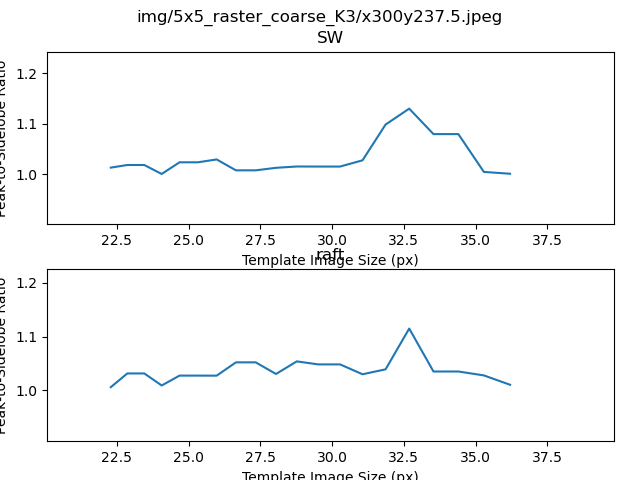 img/5x5_raster_coarse_K3/x300y237.5.jpeg
SW
Peak-to-Sidelobe Ratio
1.2
1.1
1.0
22.5 25.0 27.5 30.0 32.5 35.0 37.5
Template Image Size (px)
raft
Peak-to-Sidelobe Ratio
1.2
1.1
1.0
22.5 25.0 27.5 30.0 32.5 35.0 37.5
Template Image Size (px)